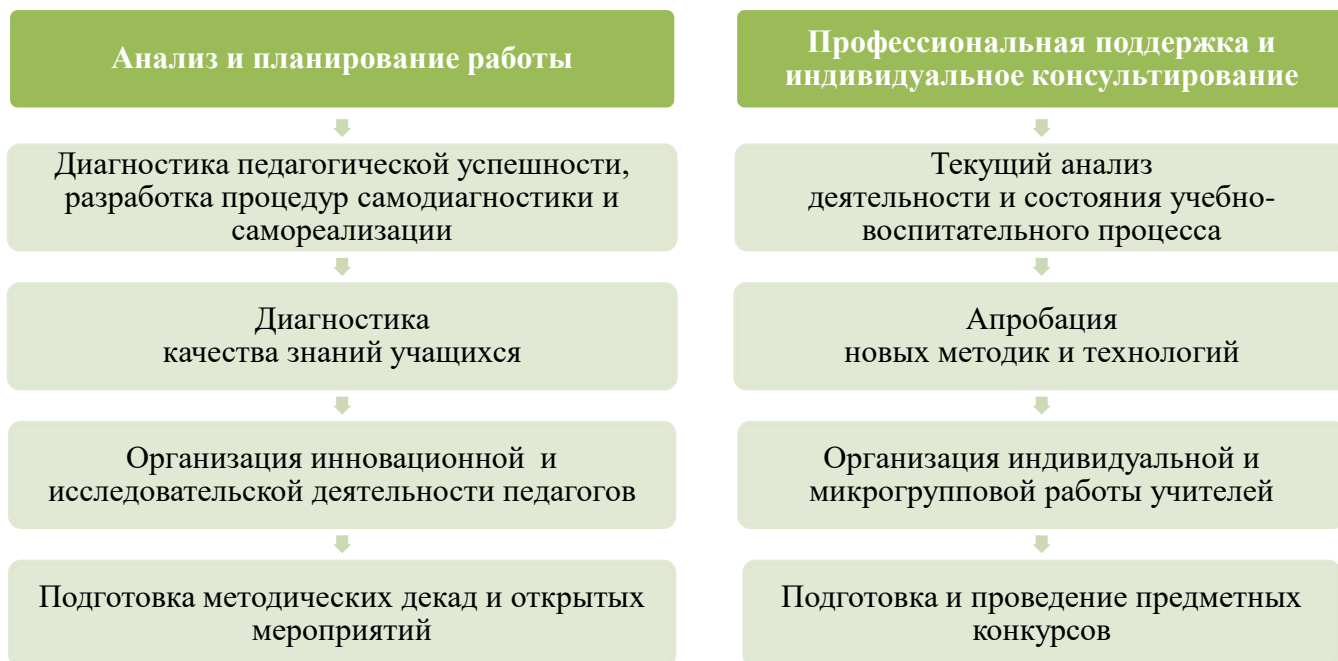 Анализ и планирование работы
Диагностика педагогической успешности,
разработка процедур самодиагностики и
самореализации
Диагностика
качества знаний учащихся
Организация инновационной и
исследовательской деятельности педагогов
Подготовка методических декад и открытых
мероприятий
Профессиональная поддержка и
индивидуальное консультирование
Текущий анализ
деятельности и состояния учебно-
воспитательного процесса
Апробация
новых методик и технологий
Организация индивидуальной и
микрогрупповой работы учителей
Подготовка и проведение предметных
конкурсов